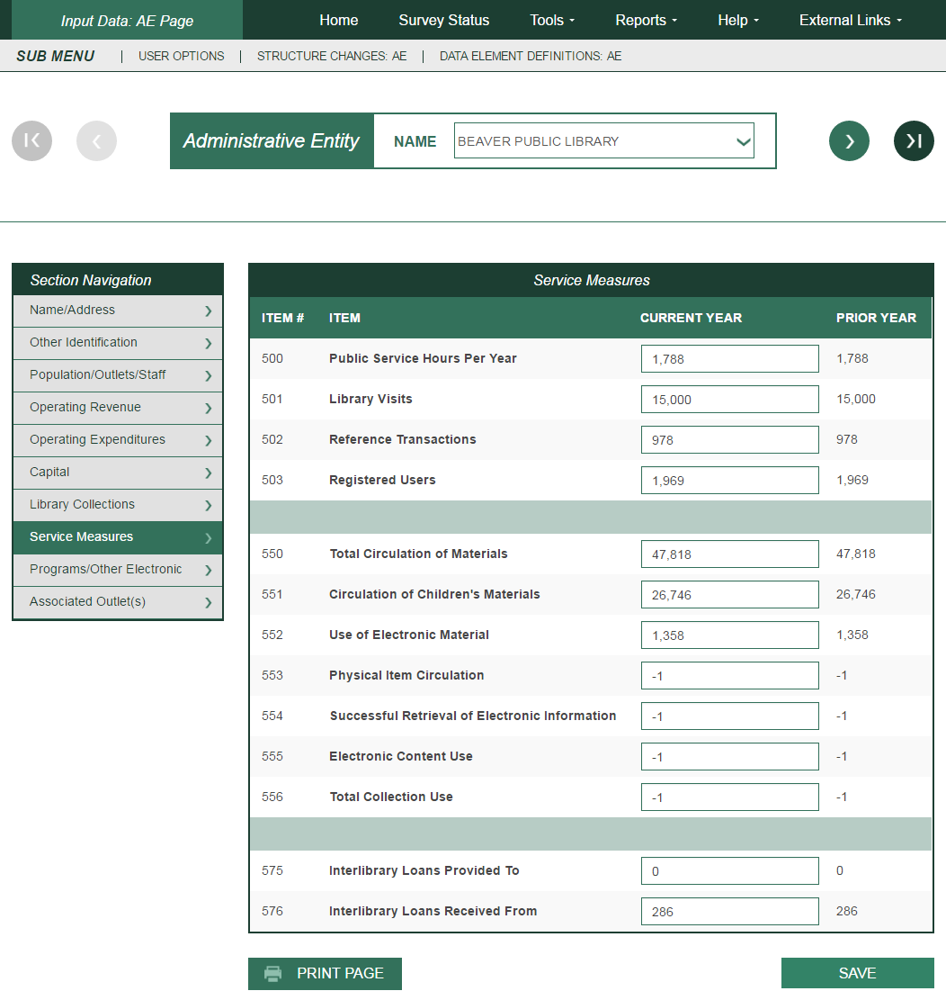 Input Data: AE Page Home Survey Status Tools Reports Help External Links
SUB MENU | USER OPTIONS | STRUCTURE CHANGES: AE | DATA ELEMENT DEFINITIONS: AE
Administrative Entity NAME BEAVER PUBLIC LIBRARY
Section Navigation
Name/Address
Other Identification
Population/Outlets/Staff
Operating Revenue
Operating Expenditures
Capital
Library Collections
Service Measures
Programs/Other Electronic
Associated Outlet(s)
Service Measures
ITEM # ITEM CURRENT YEAR PRIOR YEAR
500 Public Service Hours Per Year 1,788 1,788
501 Library Visits 15,000 15,000
502 Reference Transactions 978 978
503 Registered Users 1,969 1,969
550 Total Circulation of Materials 47,818 47,818
551 Circulation of Children's Materials 26,746 26,746
552 Use of Electronic Material 1,358 1,358
553 Physical Item Circulation -1 -1
554 Successful Retrieval of Electronic Information -1 -1
555 Electronic Content Use -1 -1
556 Total Collection Use -1 -1
575 Interlibrary Loans Provided To 0 0
576 Interlibrary Loans Received From 286 286
PRINT PAGE SAVE